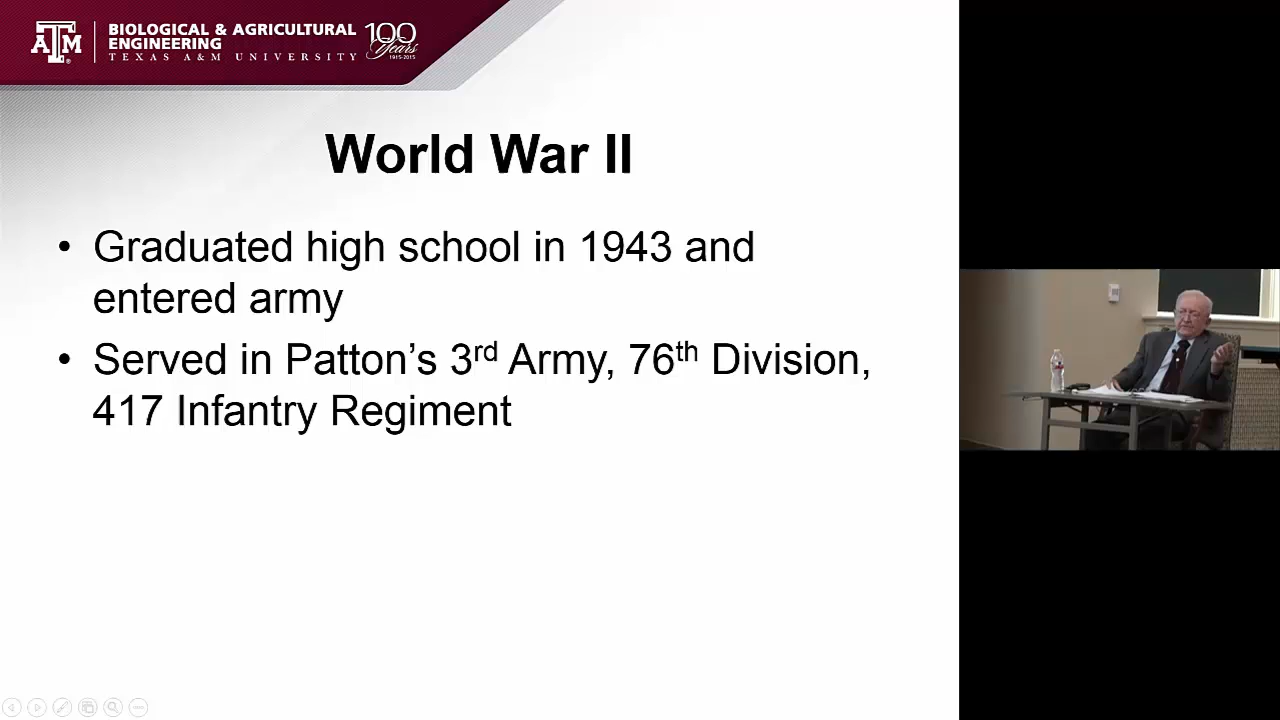 BIOLOGICAL & AGRICULTURAL
ENGINEERING
TEXAS A&M UNIVERSITY
ATM
100
Years
1915-2015
World War II
• Graduated high school in 1943 and
entered army
• Served in Patton’s 3rd Army, 76th Division,
417 Infantry Regiment